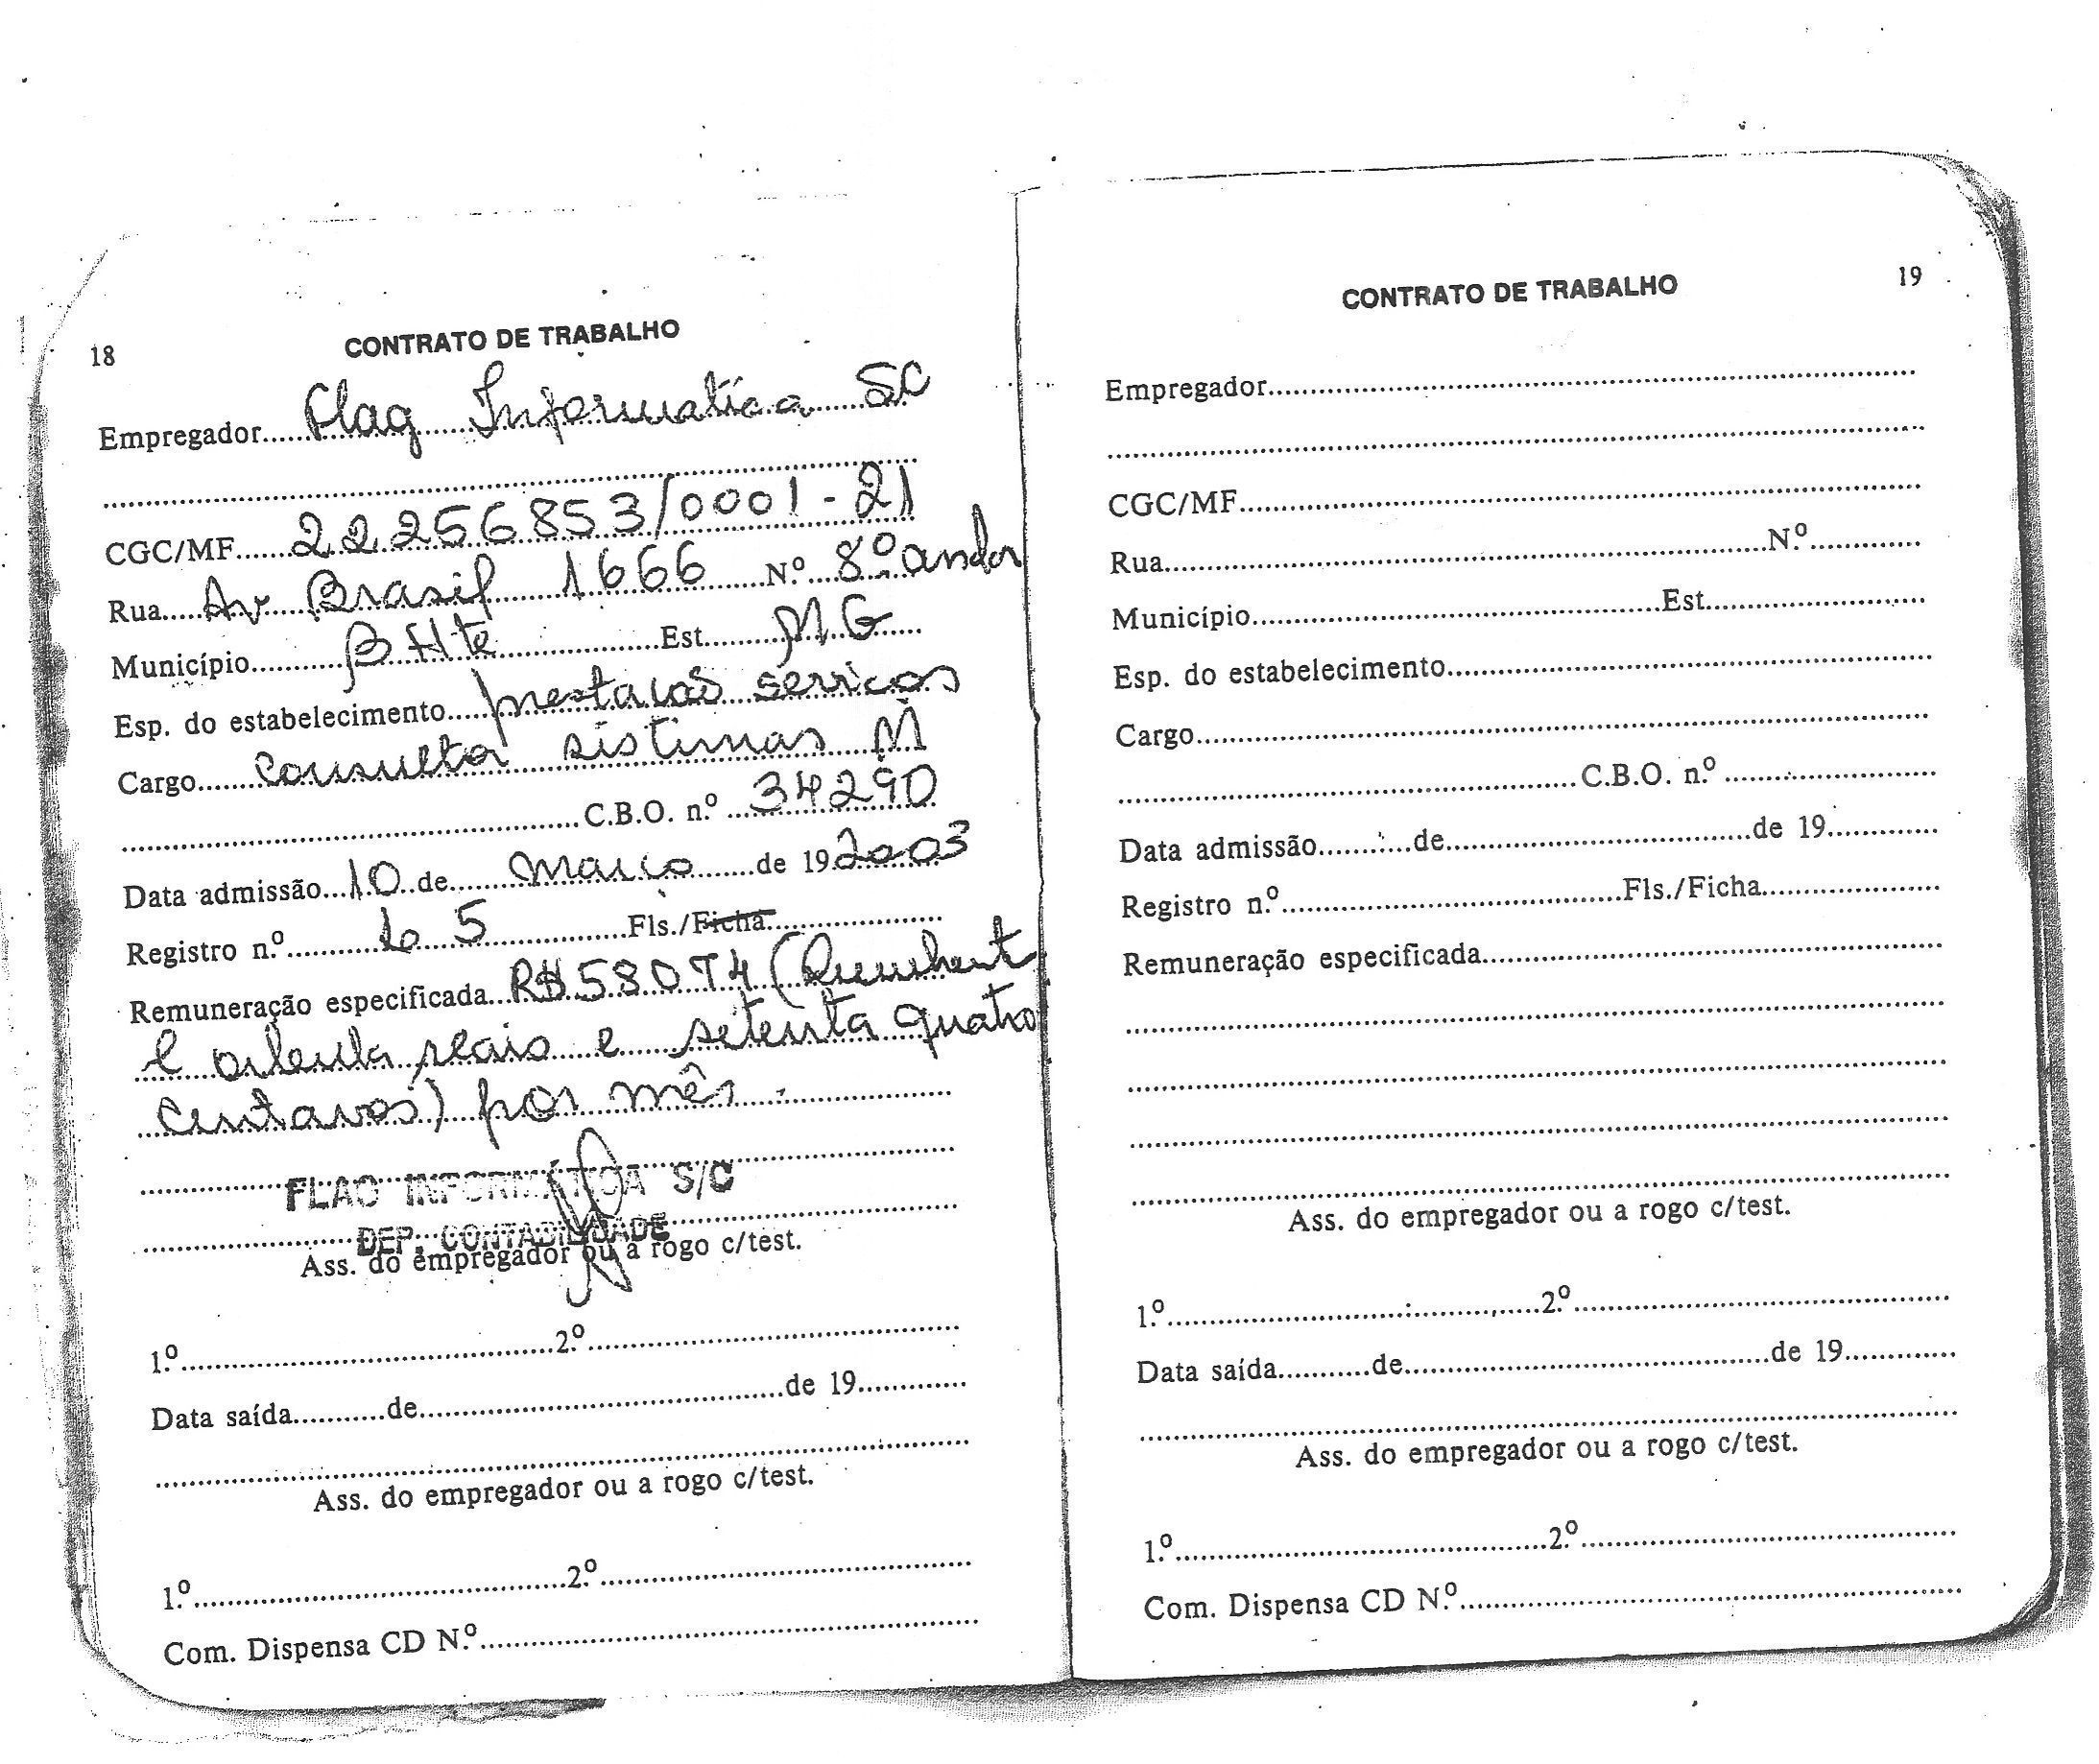 18
CONTRATO DE TRABALHO
Empregador Flag Informatica SC
CGC/MF 22256853/0001-21
Rua Av Brasil 1666 N.º 8º andar
Município BHte Est. MG
Esp. do estabelecimento prestacos servicos
Cargo Consultor sistemas
C.B.O. n.º 34290
Data admissão 10 de março de 19 2003
Registro n.º 65 Fls./Ficha
Remuneração especificada R$ 580 74 (Quinhent
e oitenta reais e setenta quatro
centavos) por mês.
FLAG INFORMÁTICA S/C
DEP. CONTABILIDADE
Ass. do empregador ou a rogo c/test.
1.º 2.º
Data saída de de 19
Ass. do empregador ou a rogo c/test.
1.º 2.º
Com. Dispensa CD N.º
19
CONTRATO DE TRABALHO
Empregador
CGC/MF
Rua N.º
Município Est.
Esp. do estabelecimento
Cargo
C.B.O. n.º
Data admissão de de 19
Registro n.º Fls./Ficha
Remuneração especificada
Ass. do empregador ou a rogo c/test.
1.º 2.º
Data saída de de 19
Ass. do empregador ou a rogo c/test.
1.º 2.º
Com. Dispensa CD N.º